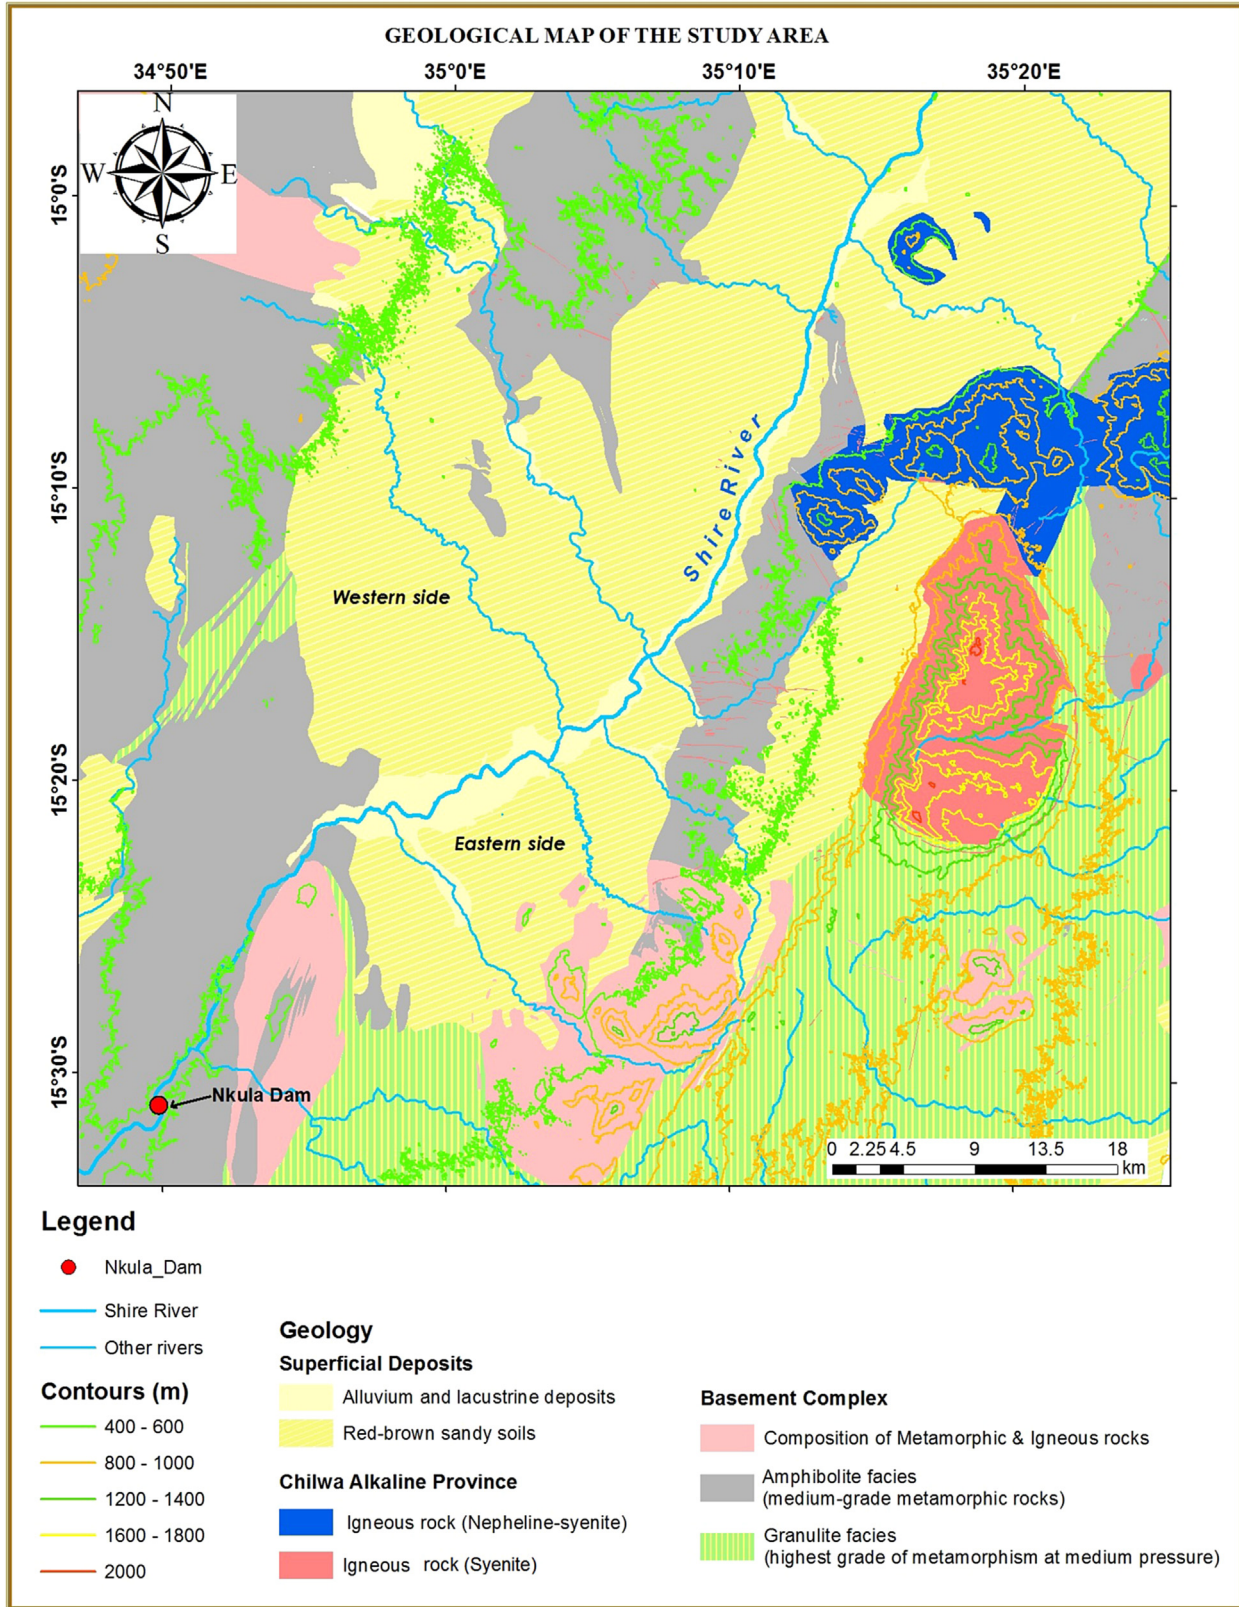 GEOLOGICAL MAP OF THE STUDY AREA
34°50'E 35°0'E 35°10'E 35°20'E
N
W E
S
15°0'S
15°10'S
15°20'S
15°30'S
Shire River
Western side
Eastern side
Nkula Dam
0 2.25 4.5 9 13.5 18
km
Legend
Nkula_Dam
Shire River
Other rivers
Contours (m)
400 - 600
800 - 1000
1200 - 1400
1600 - 1800
2000
Geology
Superficial Deposits
Alluvium and lacustrine deposits
Red-brown sandy soils
Chilwa Alkaline Province
Igneous rock (Nepheline-syenite)
Igneous rock (Syenite)
Basement Complex
Composition of Metamorphic & Igneous rocks
Amphibolite facies
(medium-grade metamorphic rocks)
Granulite facies
(highest grade of metamorphism at medium pressure)